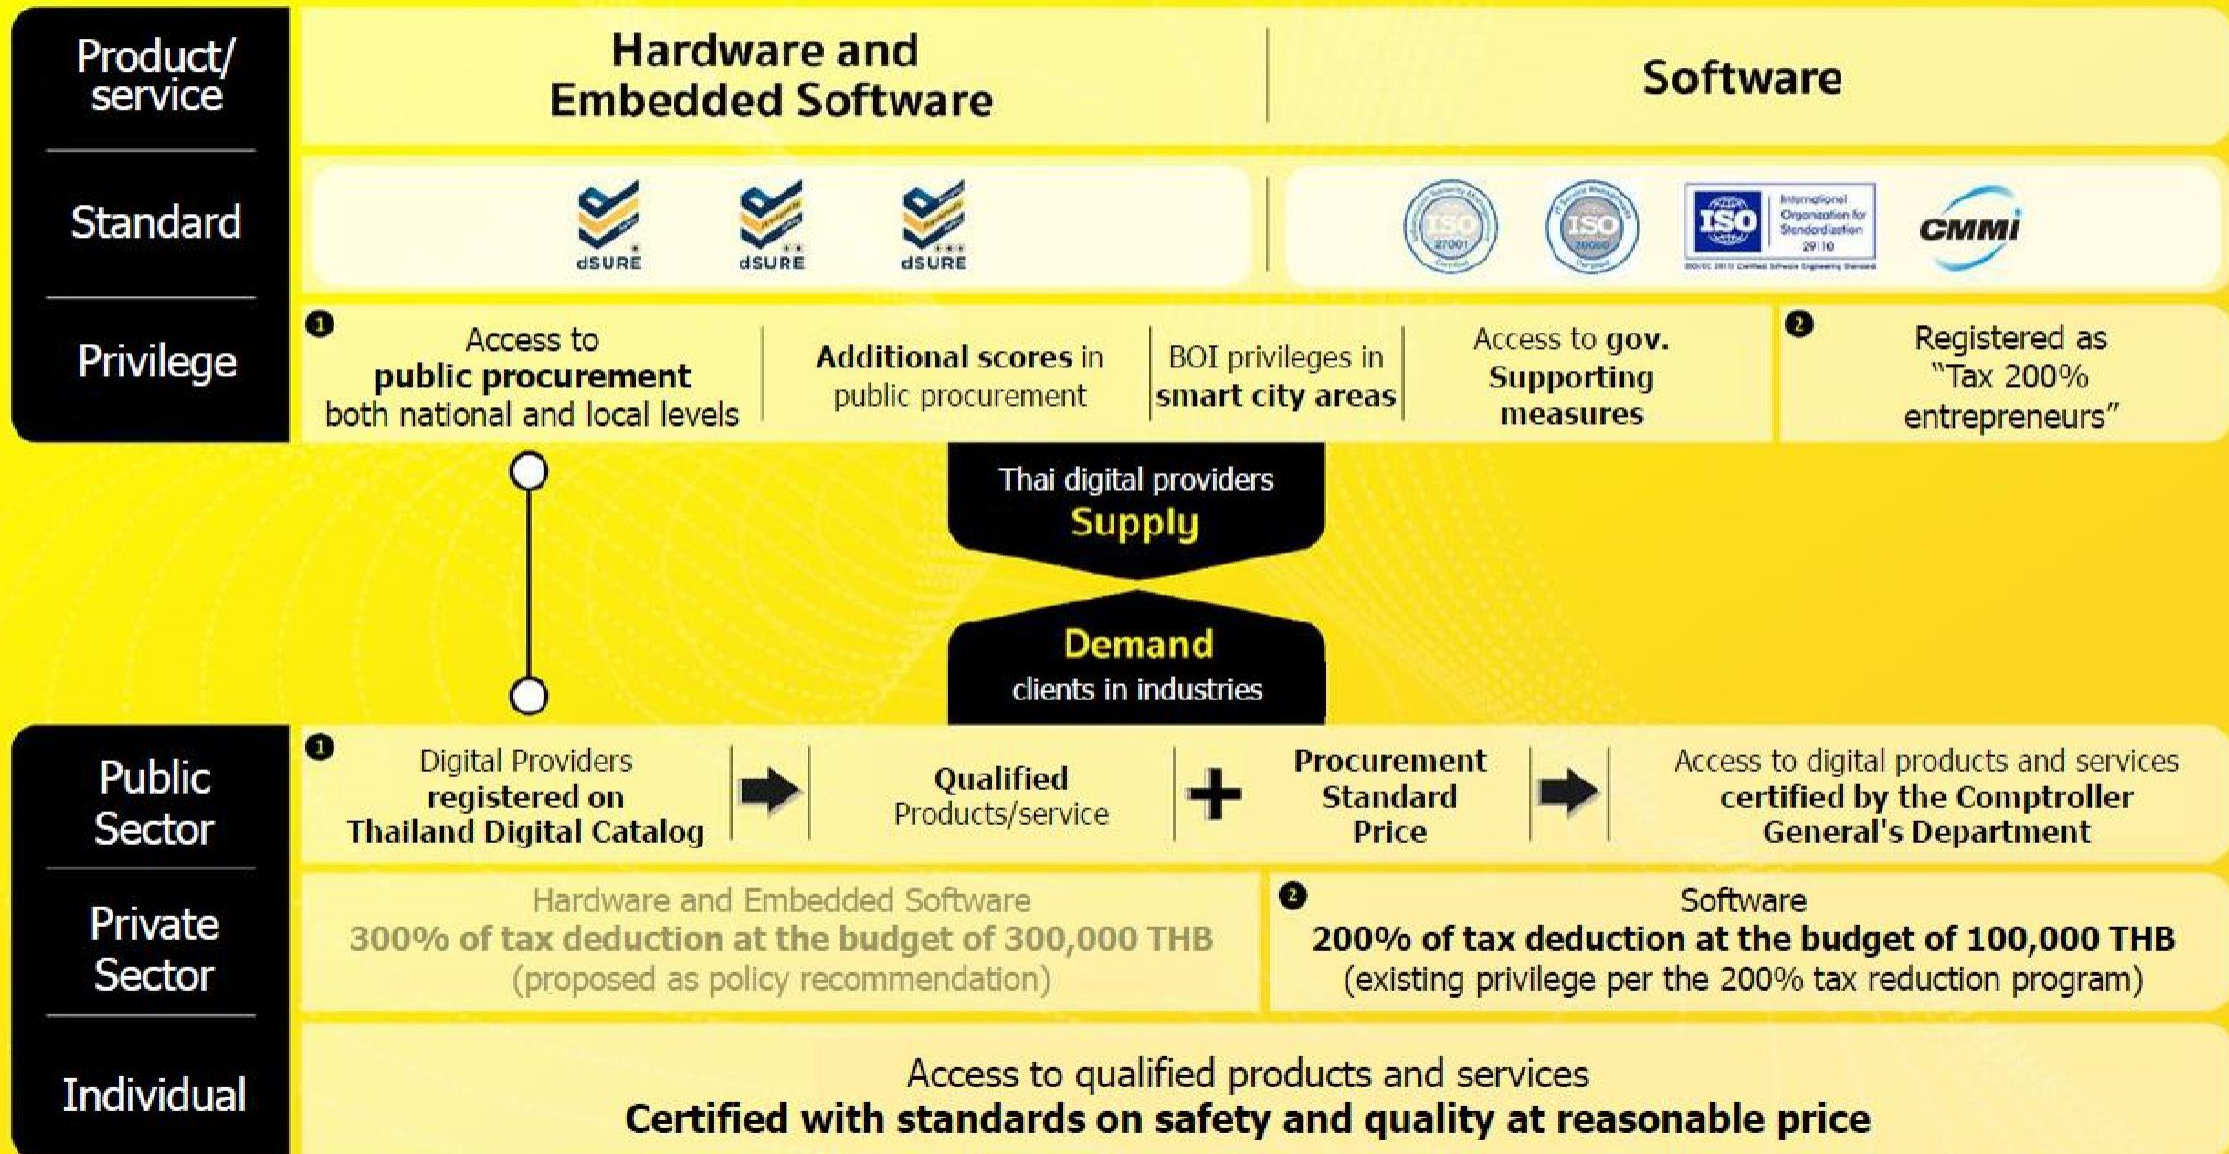 Product/
service
Hardware and
Embedded Software
Software
Standard
dSURE
dSURE
dSURE
ISO
27001
ISO
ISO
International
Organization for
Standardization
29110
CMMi
Privilege
1
Access to
public procurement
both national and local levels
Additional scores in
public procurement
BOI privileges in
smart city areas
Access to gov.
Supporting
measures
2
Registered as
“Tax 200%
entrepreneurs”
Thai digital providers
Supply
Demand
clients in industries
Public
Sector
1
Digital Providers
registered on
Thailand Digital Catalog
Qualified
Products/service
+
Procurement
Standard
Price
Access to digital products and services
certified by the Comptroller
General's Department
Private
Sector
Hardware and Embedded Software
300% of tax deduction at the budget of 300,000 THB
(proposed as policy recommendation)
2
Software
200% of tax deduction at the budget of 100,000 THB
(existing privilege per the 200% tax reduction program)
Individual
Access to qualified products and services
Certified with standards on safety and quality at reasonable price